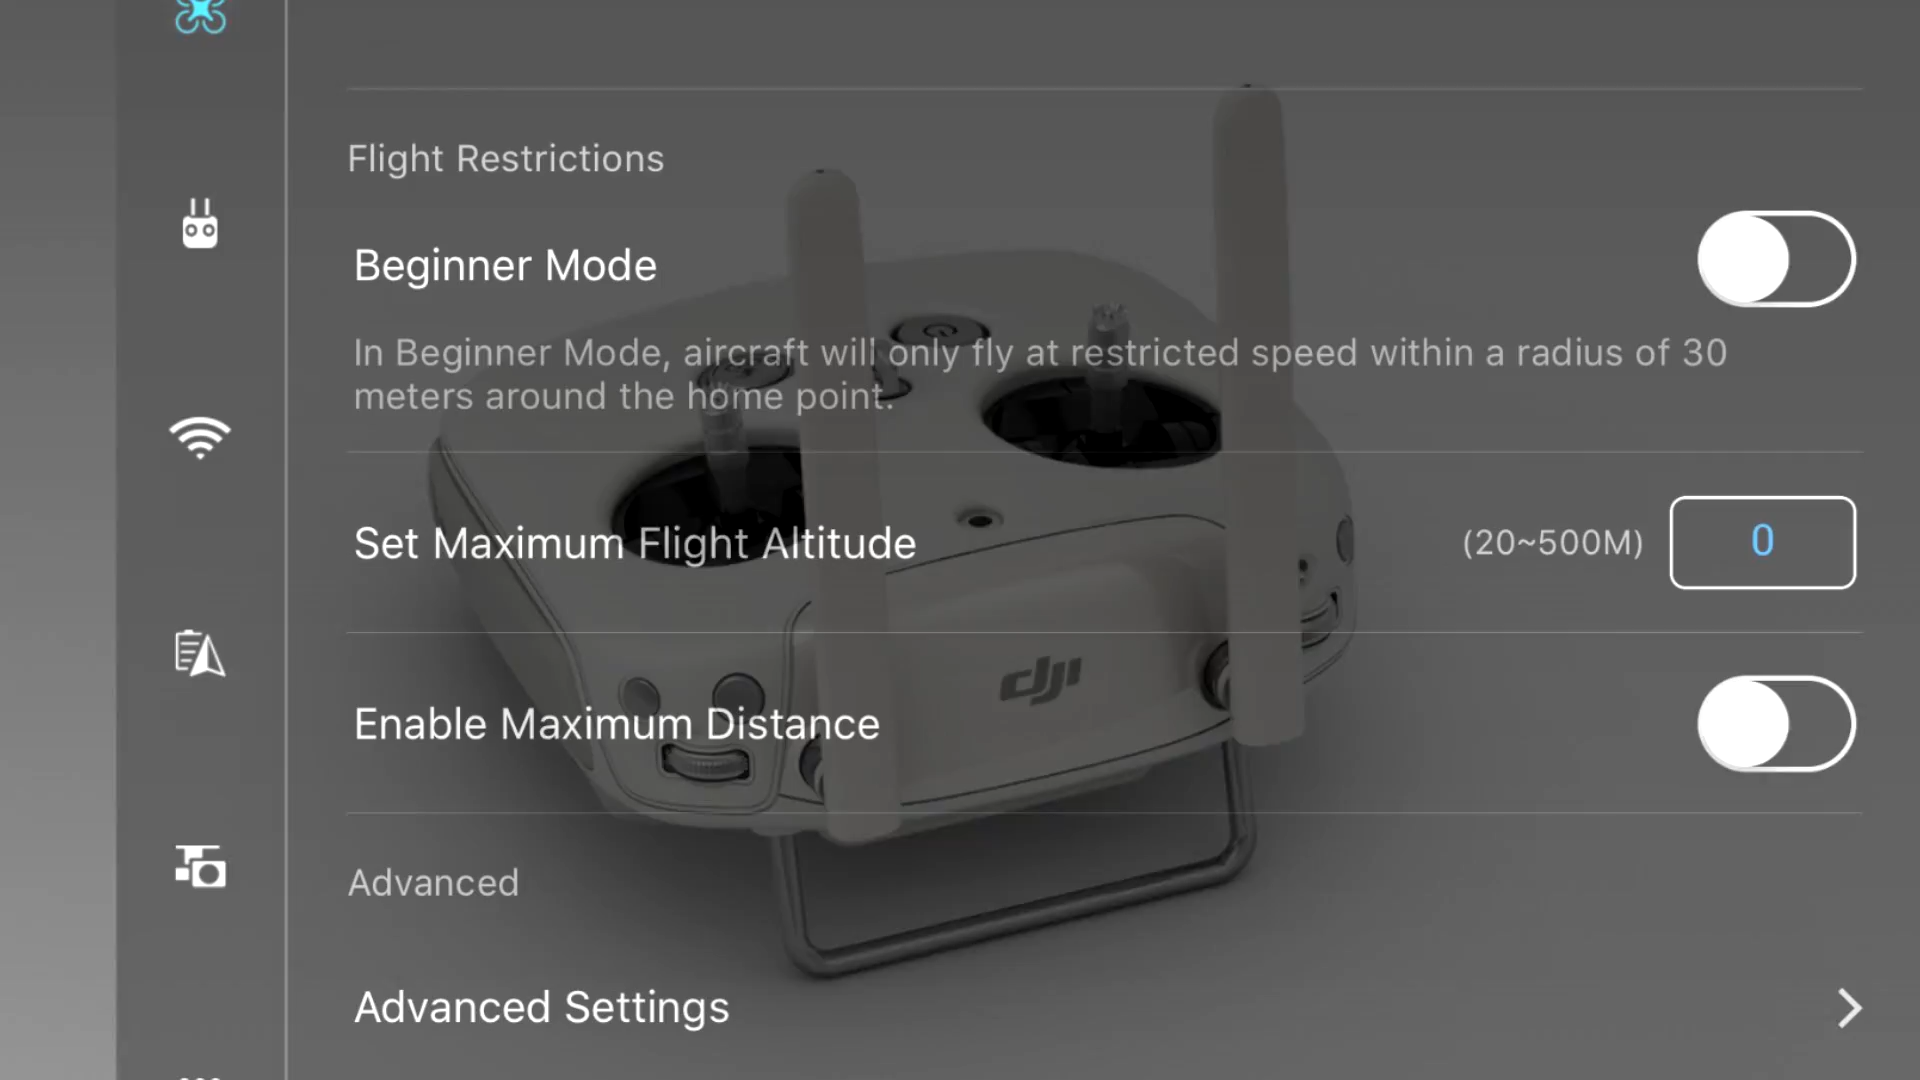 Flight Restrictions
Beginner Mode
In Beginner Mode, aircraft will only fly at restricted speed within a radius of 30
meters around the home point.
Set Maximum Flight Altitude (20~500M) 0
Enable Maximum Distance
dji
Advanced
Advanced Settings